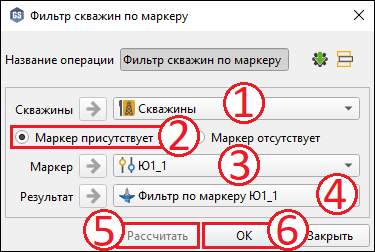 GS Фильтр скважин по маркеру
Название операции Фильтр скважин по маркеру
Скважины Скважины 1
Маркер присутствует 2 Маркер отсутствует
Маркер Ю1_1 3
Результат Фильтр по маркеру Ю1_1 4
5 6
Рассчитать ОК Закрыть